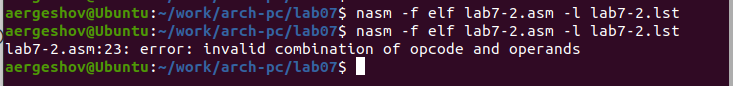 aergeshov@Ubuntu:~/work/arch-pc/lab07$ nasm -f elf lab7-2.asm -l lab7-2.lst
aergeshov@Ubuntu:~/work/arch-pc/lab07$ nasm -f elf lab7-2.asm -l lab7-2.lst
lab7-2.asm:23: error: invalid combination of opcode and operands
aergeshov@Ubuntu:~/work/arch-pc/lab07$